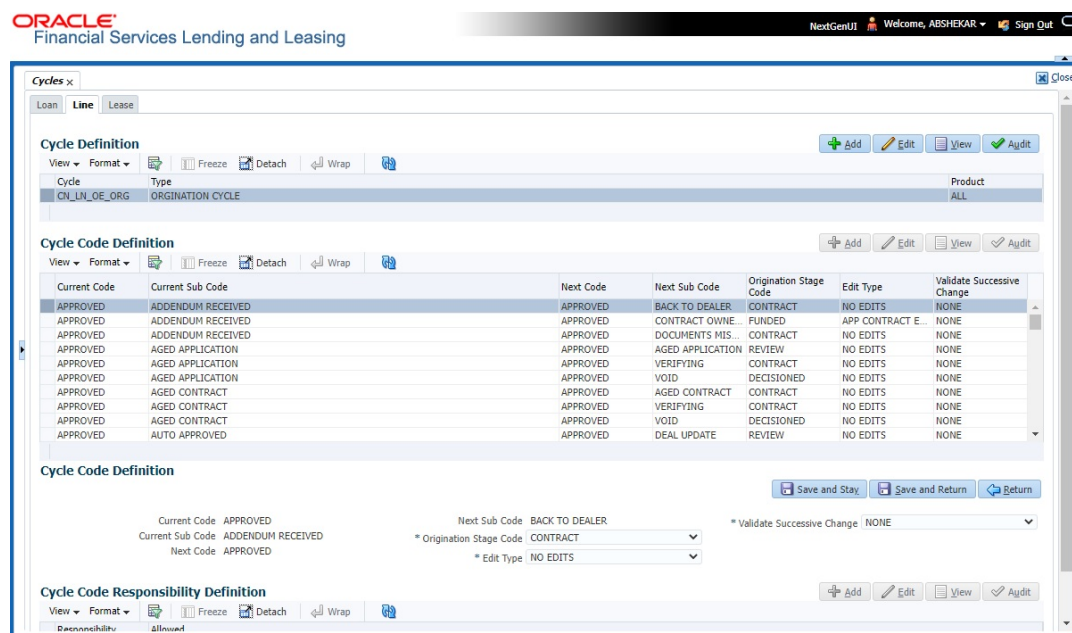 ORACLE
Financial Services Lending and Leasing
NextGenUI Welcome, ABSHEKAR Sign Out
Cycles x Close
Loan Line Lease
Cycle Definition Add Edit View Audit
View Format Freeze Detach Wrap
Cycle Type Product
CN_LN_OE_ORG ORGINATION CYCLE ALL
Cycle Code Definition Add Edit View Audit
View Format Freeze Detach Wrap
Current Code Current Sub Code Next Code Next Sub Code Origination Stage Code Edit Type Validate Successive Change
APPROVED ADDENDUM RECEIVED APPROVED BACK TO DEALER CONTRACT NO EDITS NONE
APPROVED ADDENDUM RECEIVED APPROVED CONTRACT OWNE... FUNDED APP CONTRACT E... NONE
APPROVED ADDENDUM RECEIVED APPROVED DOCUMENTS MIS... CONTRACT NO EDITS NONE
APPROVED AGED APPLICATION APPROVED AGED APPLICATION REVIEW NO EDITS NONE
APPROVED AGED APPLICATION APPROVED VERIFYING CONTRACT NO EDITS NONE
APPROVED AGED APPLICATION APPROVED VOID DECISIONED NO EDITS NONE
APPROVED AGED CONTRACT APPROVED AGED CONTRACT CONTRACT NO EDITS NONE
APPROVED AGED CONTRACT APPROVED VERIFYING CONTRACT NO EDITS NONE
APPROVED AGED CONTRACT APPROVED VOID DECISIONED NO EDITS NONE
APPROVED AUTO APPROVED APPROVED DEAL UPDATE REVIEW NO EDITS NONE
Cycle Code Definition
Save and Stay Save and Return Return
Current Code APPROVED Next Sub Code BACK TO DEALER * Validate Successive Change NONE
Current Sub Code ADDENDUM RECEIVED * Origination Stage Code CONTRACT
Next Code APPROVED * Edit Type NO EDITS
Cycle Code Responsibility Definition Add Edit View Audit
View Format Freeze Detach Wrap
Responsibility Allowed